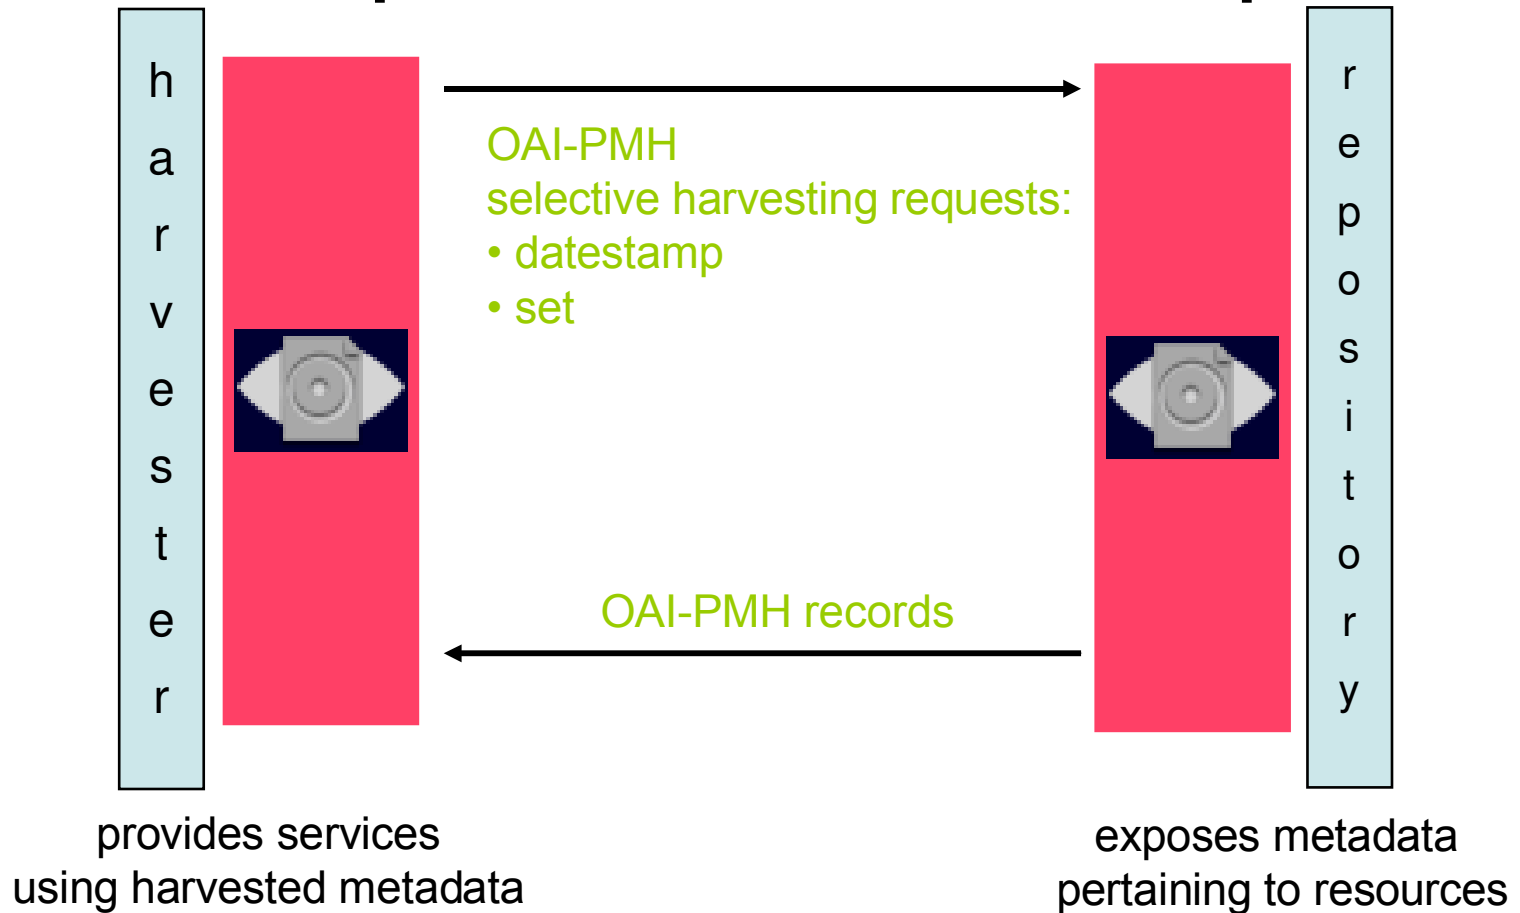 harvester
OAI-PMH
selective harvesting requests:
• datestamp
• set
OAI-PMH records
repository
provides services
using harvested metadata
exposes metadata
pertaining to resources